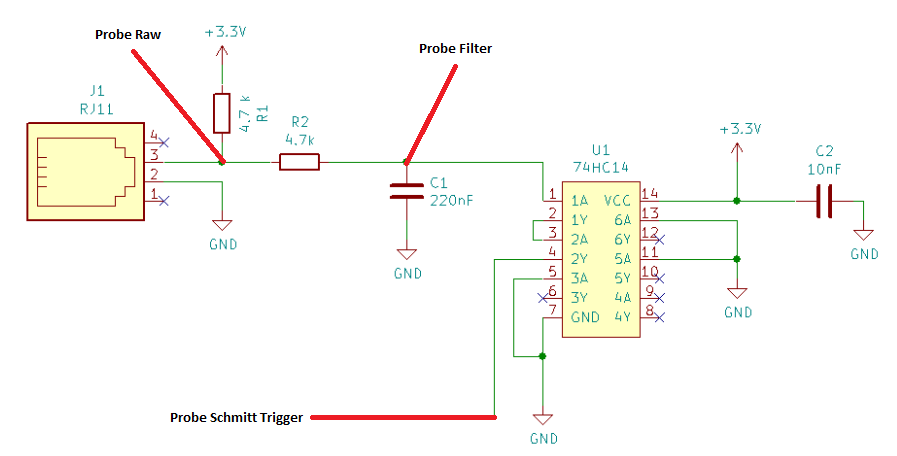 Probe Raw
+3.3V
Probe Filter
J1
RJ11
4.7 k
R1
R2
4.7k
4
3
2
1
C1
220nF
GND
GND
U1
74HC14
1 1A VCC 14
2 1Y 6A 13
3 2A 6Y 12
4 2Y 5A 11
5 3A 5Y 10
6 3Y 4A 9
7 GND 4Y 8
+3.3V
C2
10nF
GND
GND
Probe Schmitt Trigger
GND